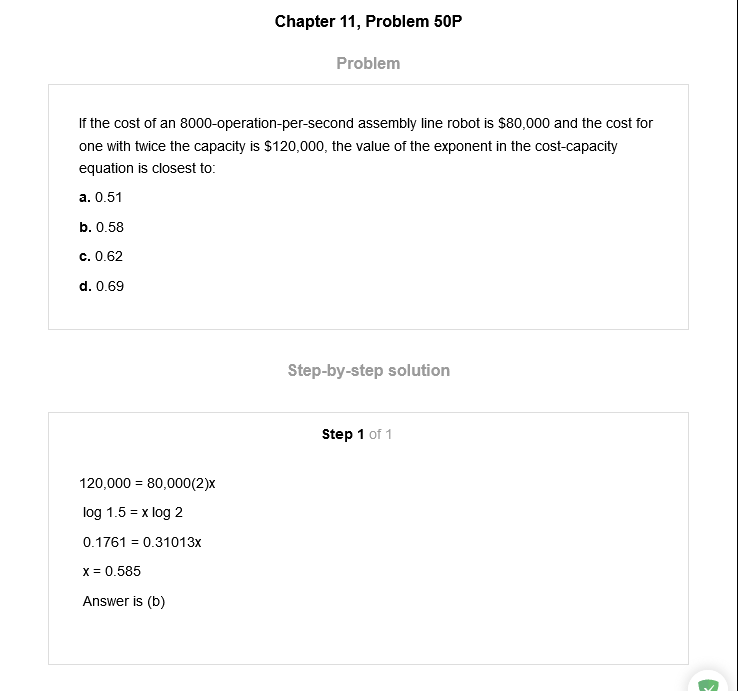 Chapter 11, Problem 50P
Problem
If the cost of an 8000-operation-per-second assembly line robot is $80,000 and the cost for
one with twice the capacity is $120,000, the value of the exponent in the cost-capacity
equation is closest to:
a. 0.51
b. 0.58
c. 0.62
d. 0.69
Step-by-step solution
Step 1 of 1
120,000 = 80,000(2)x
log 1.5 = x log 2
0.1761 = 0.31013x
x = 0.585
Answer is (b)